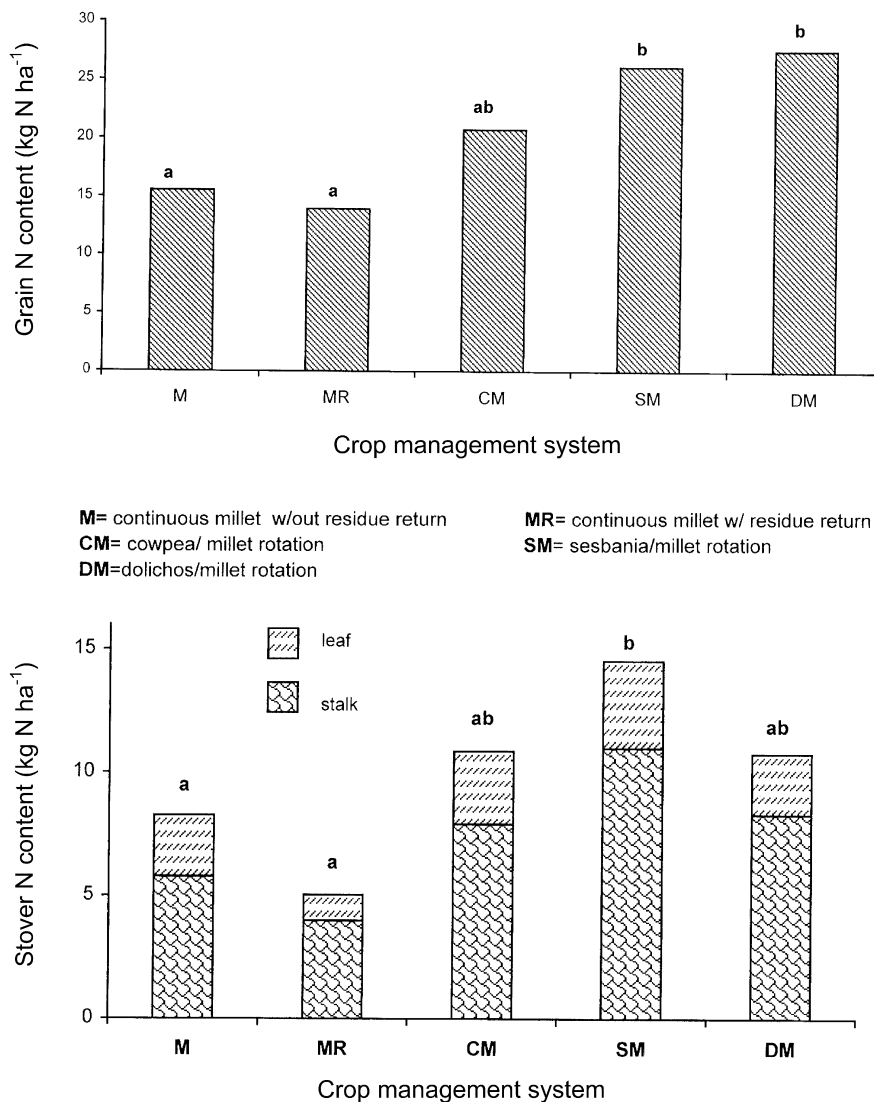 30
25
20
15
10
5
0
Grain N content (kg N ha⁻¹)
a
a
ab
b
b
M MR CM SM DM
Crop management system
M= continuous millet w/out residue return
MR= continuous millet w/ residue return
CM= cowpea/ millet rotation
SM= sesbania/millet rotation
DM=dolichos/millet rotation
15
10
5
0
Stover N content (kg N ha⁻¹)
leaf
stalk
a
a
ab
b
ab
M MR CM SM DM
Crop management system